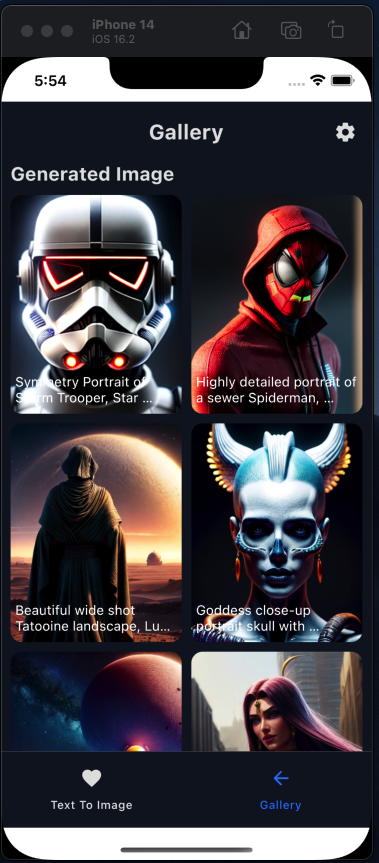 iPhone 14
iOS 16.2
5:54
Gallery
Generated Image
Symmetry Portrait of
Storm Trooper, Star ...
Highly detailed portrait of
a sewer Spiderman, ...
Beautiful wide shot
Tatooine landscape, Lu...
Goddess close-up
portrait skull with ...
Text To Image
Gallery